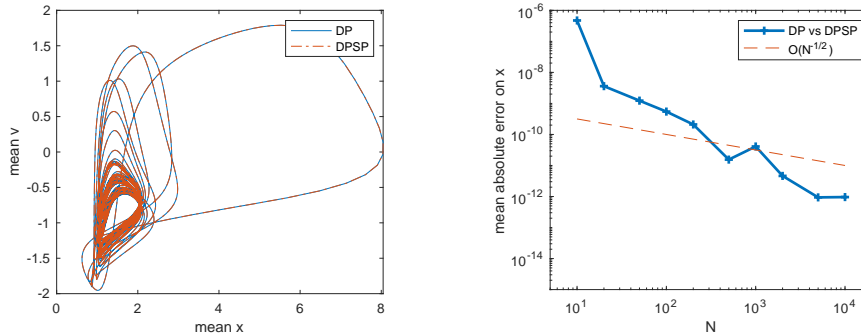 2
1.5
1
0.5
0
-0.5
-1
-1.5
-2
mean v
0
2
4
6
8
mean x
DP
DPSP
10^-6
10^-8
10^-10
10^-12
10^-14
mean absolute error on x
10^1
10^2
10^3
10^4
N
DP vs DPSP
O(N^-1/2)